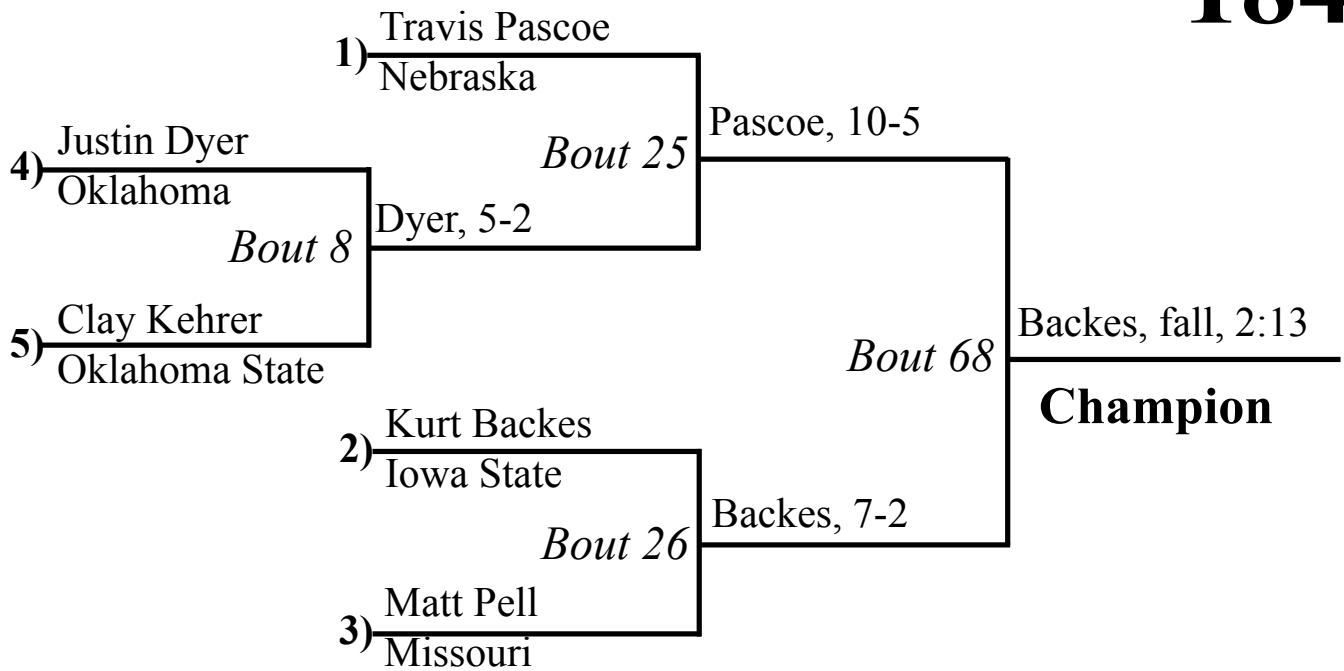 184
1) Travis Pascoe
Nebraska
Bout 25
Pascoe, 10-5
4) Justin Dyer
Oklahoma
Bout 8
Dyer, 5-2
5) Clay Kehrer
Oklahoma State
Bout 68
Backes, fall, 2:13
Champion
2) Kurt Backes
Iowa State
Bout 26
Backes, 7-2
3) Matt Pell
Missouri